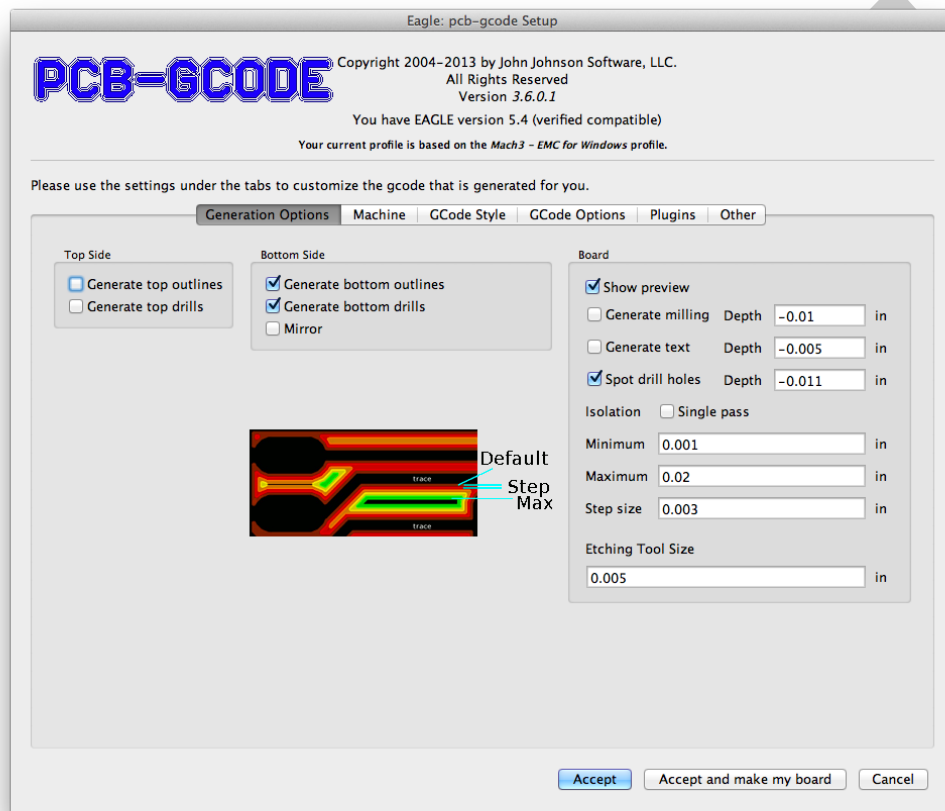 Eagle: pcb-gcode Setup
PCB-GCODE
Copyright 2004-2013 by John Johnson Software, LLC.
All Rights Reserved
Version 3.6.0.1
You have EAGLE version 5.4 (verified compatible)
Your current profile is based on the Mach3 - EMC for Windows profile.
Please use the settings under the tabs to customize the gcode that is generated for you.
Generation Options Machine GCode Style GCode Options Plugins Other
Top Side
Generate top outlines
Generate top drills
Bottom Side
Generate bottom outlines
Generate bottom drills
Mirror
trace
trace
Default
Step
Max
Board
Show preview
Generate milling Depth -0.01 in
Generate text Depth -0.005 in
Spot drill holes Depth -0.011 in
Isolation Single pass
Minimum 0.001 in
Maximum 0.02 in
Step size 0.003 in
Etching Tool Size
0.005 in
Accept Accept and make my board Cancel